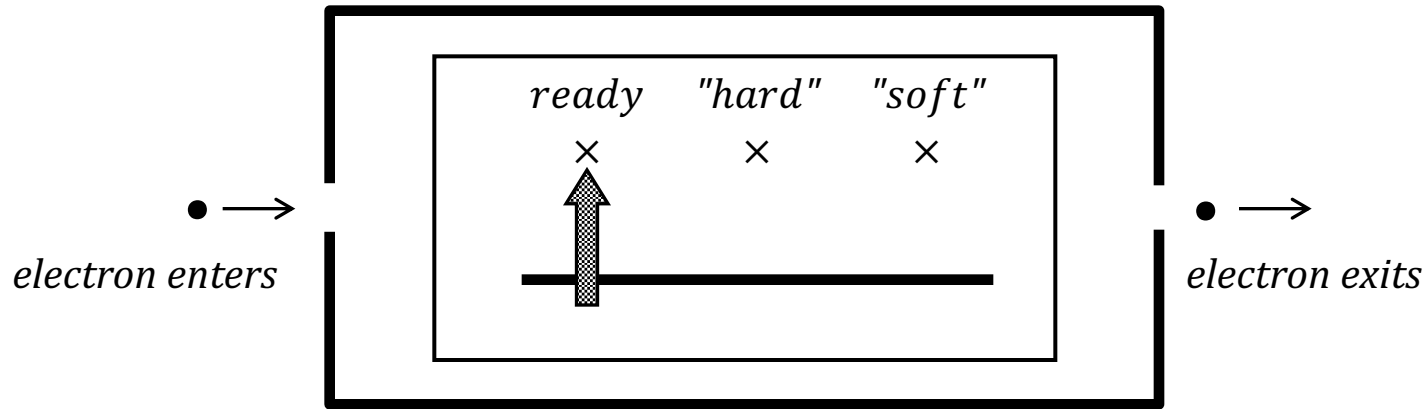 ready "hard" "soft"
× × ×
electron enters
electron exits